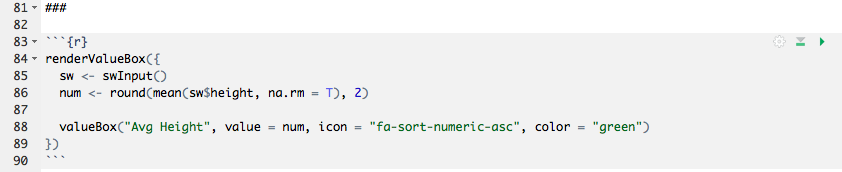 81 ###
82
83 ```{r}
84 renderValueBox({
85   sw <- swInput()
86   num <- round(mean(sw$height, na.rm = T), 2)
87
88   valueBox("Avg Height", value = num, icon = "fa-sort-numeric-asc", color = "green")
89 })
90 ```